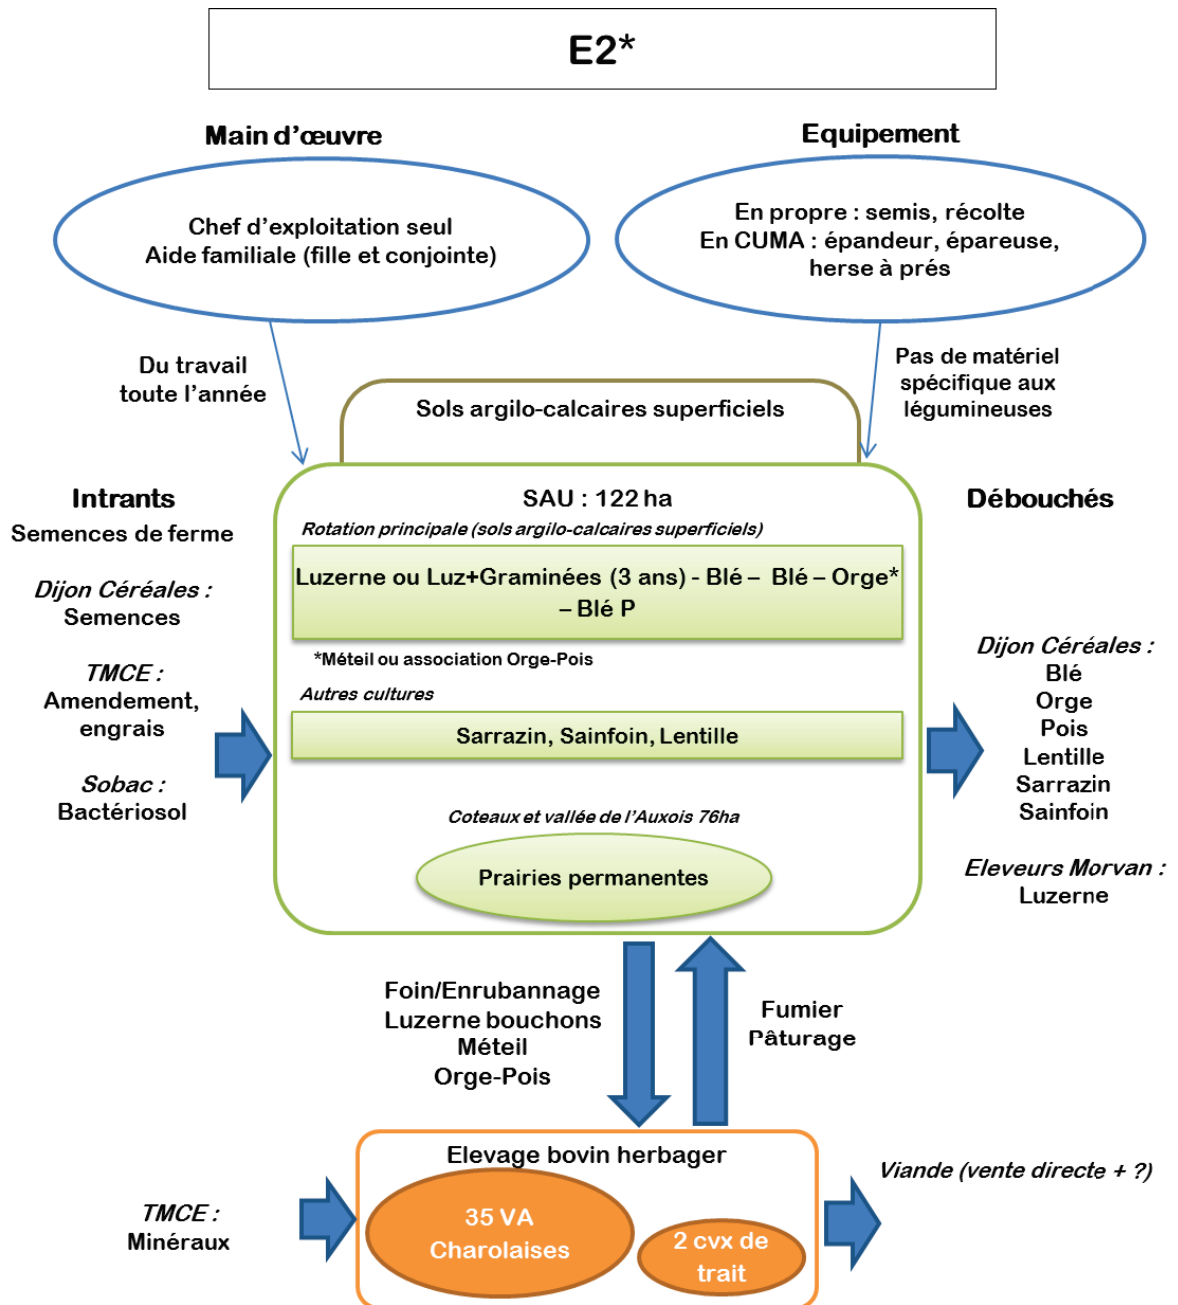 E2*
Main d'œuvre
Equipement
Chef d'exploitation seul
Aide familiale (fille et conjointe)
En propre : semis, récolte
En CUMA : épandeur, épareuse,
herse à prés
Du travail
toute l'année
Pas de matériel
spécifique aux
légumineuses
Sols argilo-calcaires superficiels
Intrants
Semences de ferme
Dijon Céréales :
Semences
TMCE :
Amendement,
engrais
Sobac :
Bactériosol
SAU : 122 ha
Rotation principale (sols argilo-calcaires superficiels)
Luzerne ou Luz+Graminées (3 ans) - Blé – Blé – Orge*
– Blé P
*Méteil ou association Orge-Pois
Autres cultures
Sarrazin, Sainfoin, Lentille
Coteaux et vallée de l'Auxois 76ha
Prairies permanentes
Débouchés
Dijon Céréales :
Blé
Orge
Pois
Lentille
Sarrazin
Sainfoin
Eleveurs Morvan :
Luzerne
Foin/Enrubannage
Luzerne bouchons
Méteil
Orge-Pois
Fumier
Pâturage
Elevage bovin herbager
35 VA
Charolaises
2 cvx de
trait
TMCE :
Minéraux
Viande (vente directe + ?)